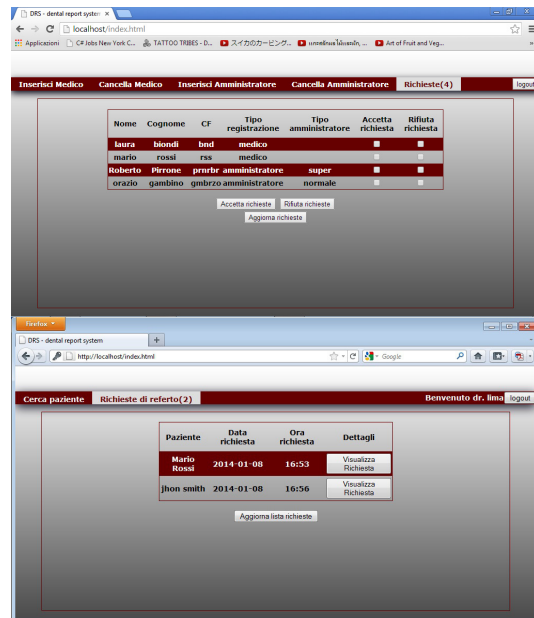 DRS - dental report system
localhost/index.html
Applicazioni C# Jobs New York C... TATTOO TRIBES - D... スイカのカービング... Art of Fruit and Veg...
Inserisci Medico Cancella Medico Inserisci Amministratore Cancella Amministratore Richieste(4) logout
Nome Cognome CF Tipo registrazione Tipo amministratore Accetta richiesta Rifiuta richiesta
laura biondi bnd medico
mario rossi rss medico
Roberto Pirrone prnrbr amministratore super
orazio gambino gmbrzo amministratore normale
Accetta richieste Rifiuta richieste
Aggiorna richieste
Firefox
DRS - dental report system
http://localhost/index.html Google
Cerca paziente Richieste di referto(2) Benvenuto dr. lima logout
Paziente Data richiesta Ora richiesta Dettagli
Mario Rossi 2014-01-08 16:53 Visualizza Richiesta
jhon smith 2014-01-08 16:56 Visualizza Richiesta
Aggiorna lista richieste